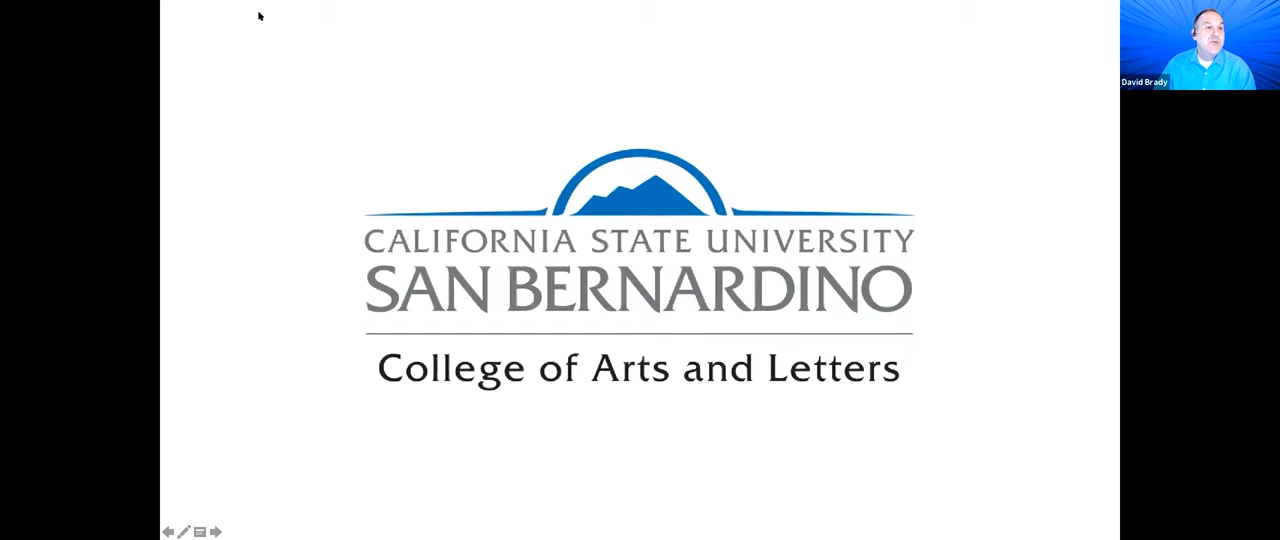 CALIFORNIA STATE UNIVERSITY
SAN BERNARDINO
College of Arts and Letters
David Brady